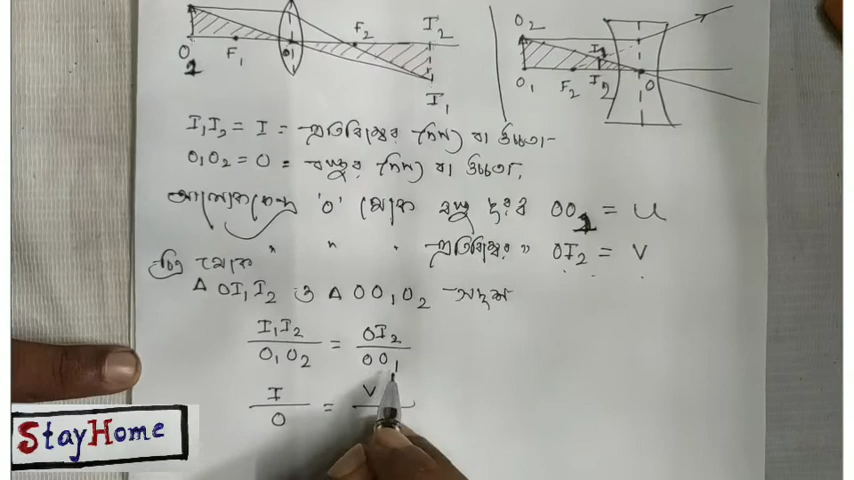 O₁ F₁ O F₂ I₂
I₁
O₂ I₁
O₁ F₂ I₂ O
I₁I₂ = I = প্রতিবিম্বের দৈর্ঘ্য বা উচ্চতা
O₁O₂ = O = বস্তুর দৈর্ঘ্য বা উচ্চতা,
আলোককেন্দ্র 'O' থেকে বস্তু দূরত্ব OO₁ = u
" " " প্রতিবিম্বের " OI₂ = v
চিত্র থেকে
Δ OI₁I₂ ও Δ OO₁O₂ সদৃশ
I₁I₂ / O₁O₂ = OI₂ / OO₁
I / O = v
StayHome